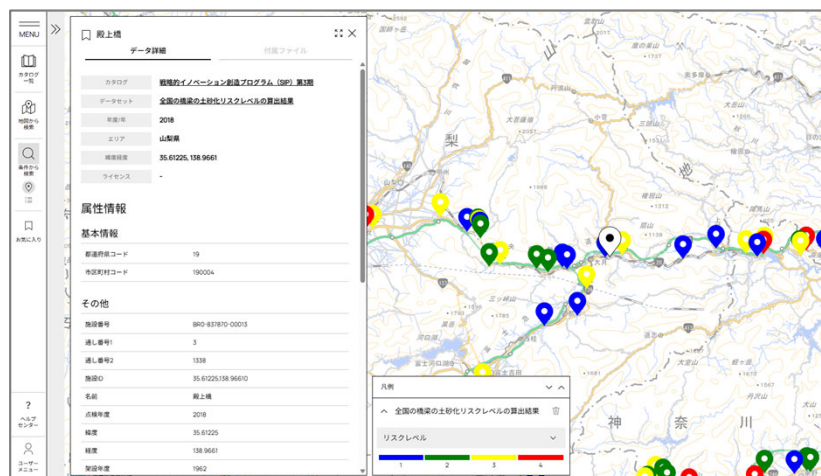 MENU
カタログ
一覧
地図から
検索
条件から
検索
お気に入り
?
ヘルプ
センター
ユーザー
メニュー
殿上橋
データ詳細
付属ファイル
カタログ
戦略的イノベーション創造プログラム（SIP）第3期
データセット
全国の橋梁の土砂化リスクレベルの算出結果
年度/年
2018
エリア
山梨県
緯度経度
35.61225, 138.9661
ライセンス
-
属性情報
基本情報
都道府県コード
19
市区町村コード
190004
その他
施設番号
BR0-837870-00013
通し番号1
3
通し番号2
1338
施設ID
35.61225,138.96610
名前
殿上橋
点検年度
2018
緯度
35.61225
経度
138.9661
架設年度
1962
山
梨
地
大月
三ッ峠山
富士吉田
神奈川
凡例
全国の橋梁の土砂化リスクレベルの算出結果
リスクレベル
1
2
3
4